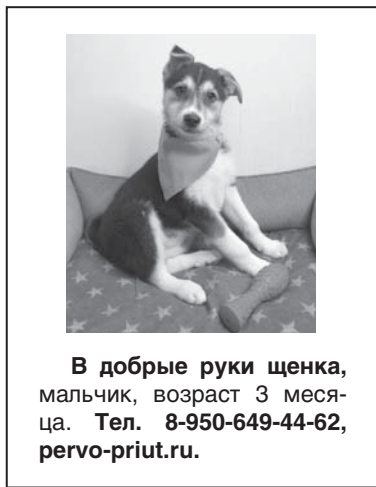 В добрые руки щенка,
мальчик, возраст 3 меся-
ца. Тел. 8-950-649-44-62,
pervo-priut.ru.